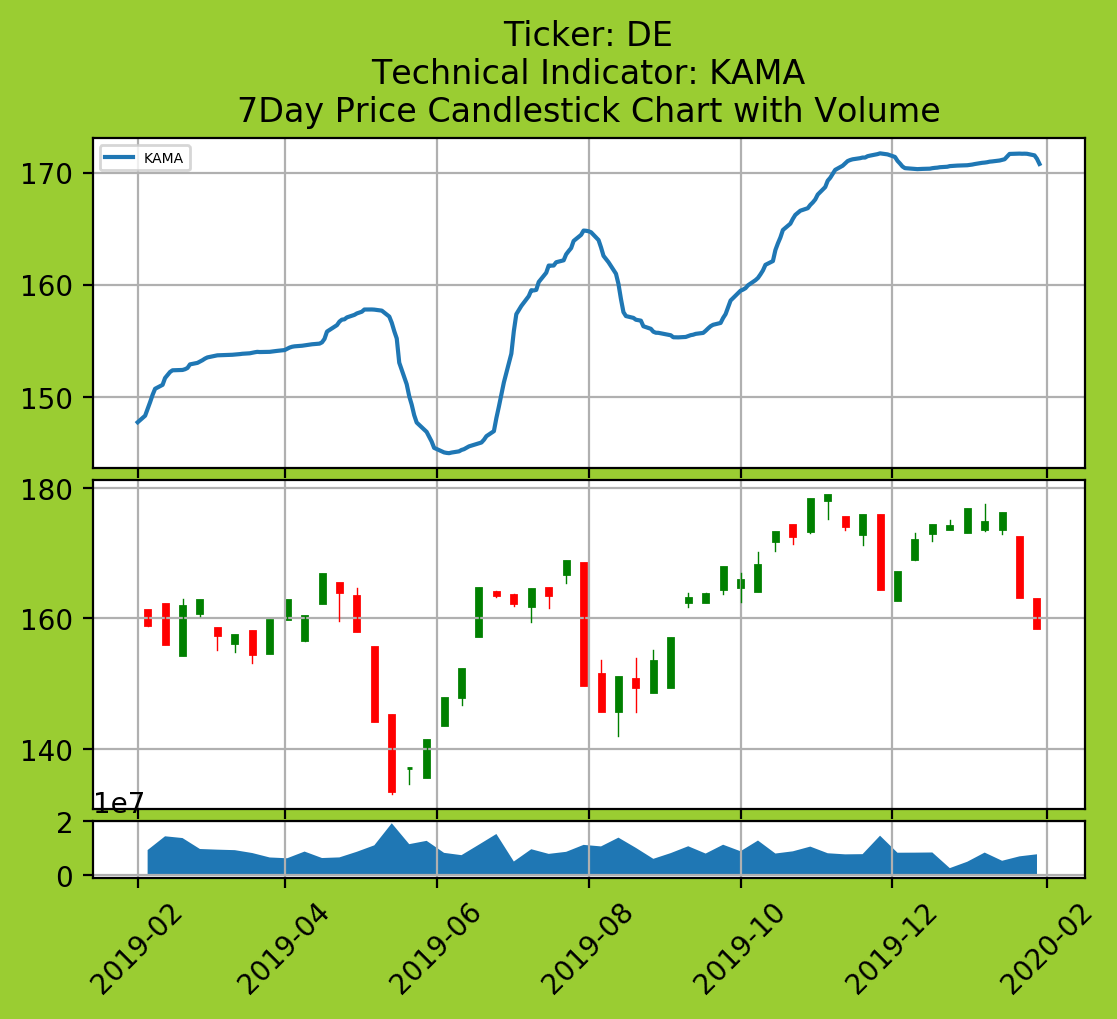 Ticker: DE
Technical Indicator: KAMA
7Day Price Candlestick Chart with Volume
KAMA
170
160
150
180
160
140
1e7
2
0
2019-02 2019-04 2019-06 2019-08 2019-10 2019-12 2020-02